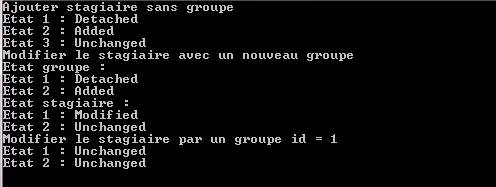 Ajouter stagiaire sans groupe
Etat 1 : Detached
Etat 2 : Added
Etat 3 : Unchanged
Modifier le stagiaire avec un nouveau groupe
Etat groupe :
Etat 1 : Detached
Etat 2 : Added
Etat stagiaire :
Etat 1 : Modified
Etat 2 : Unchanged
Modifier le stagiaire par un groupe id = 1
Etat 1 : Unchanged
Etat 2 : Unchanged